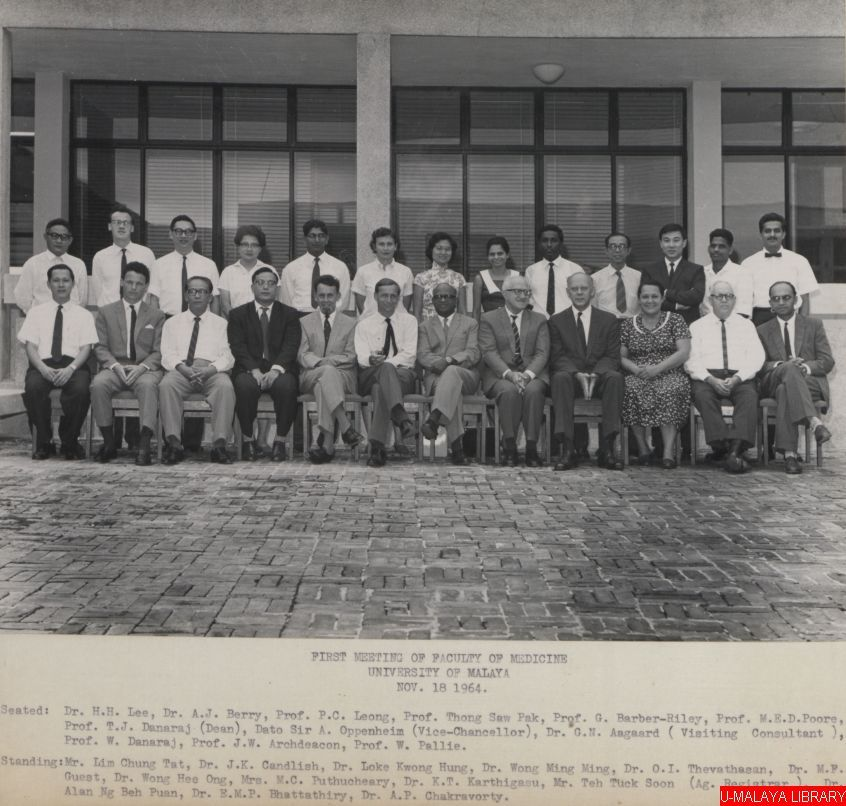 FIRST MEETING OF FACULTY OF MEDICINE
UNIVERSITY OF MALAYA
NOV. 18 1964.
Seated: Dr. H.H. Lee, Dr. A.J. Berry, Prof. P.C. Leong, Prof. Thong Saw Pak, Prof. G. Barber-Riley, Prof. M.E.D.Poore,
Prof. T.J. Danaraj (Dean), Dato Sir A. Oppenheim (Vice-Chancellor), Dr. G.N. Aagaard ( Visiting Consultant ),
Prof. W. Danaraj, Prof. J.W. Archdeacon, Prof. W. Pallie.
Standing:Mr. Lim Chung Tat, Dr. J.K. Candlish, Dr. Loke Kwong Hung, Dr. Wong Ming Ming, Dr. O.I. Thevathasan, Dr. M.F.
Guest, Dr. Wong Hee Ong, Mrs. M.C. Puthucheary, Dr. K.T. Karthigasu, Mr. Teh Tuck Soon (Ag. Registrar ), Dr.
Alan Ng Beh Puan, Dr. E.M.P. Bhattathiry, Dr. A.P. Chakravorty.
U-MALAYA LIBRARY